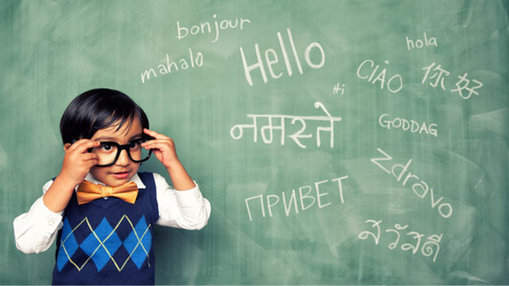 bonjour
mahalo
Hello
hi
hola
CIAO
你好
नमस्ते
GODDAG
Zdravo
ПРИВЕТ
สวัสดี